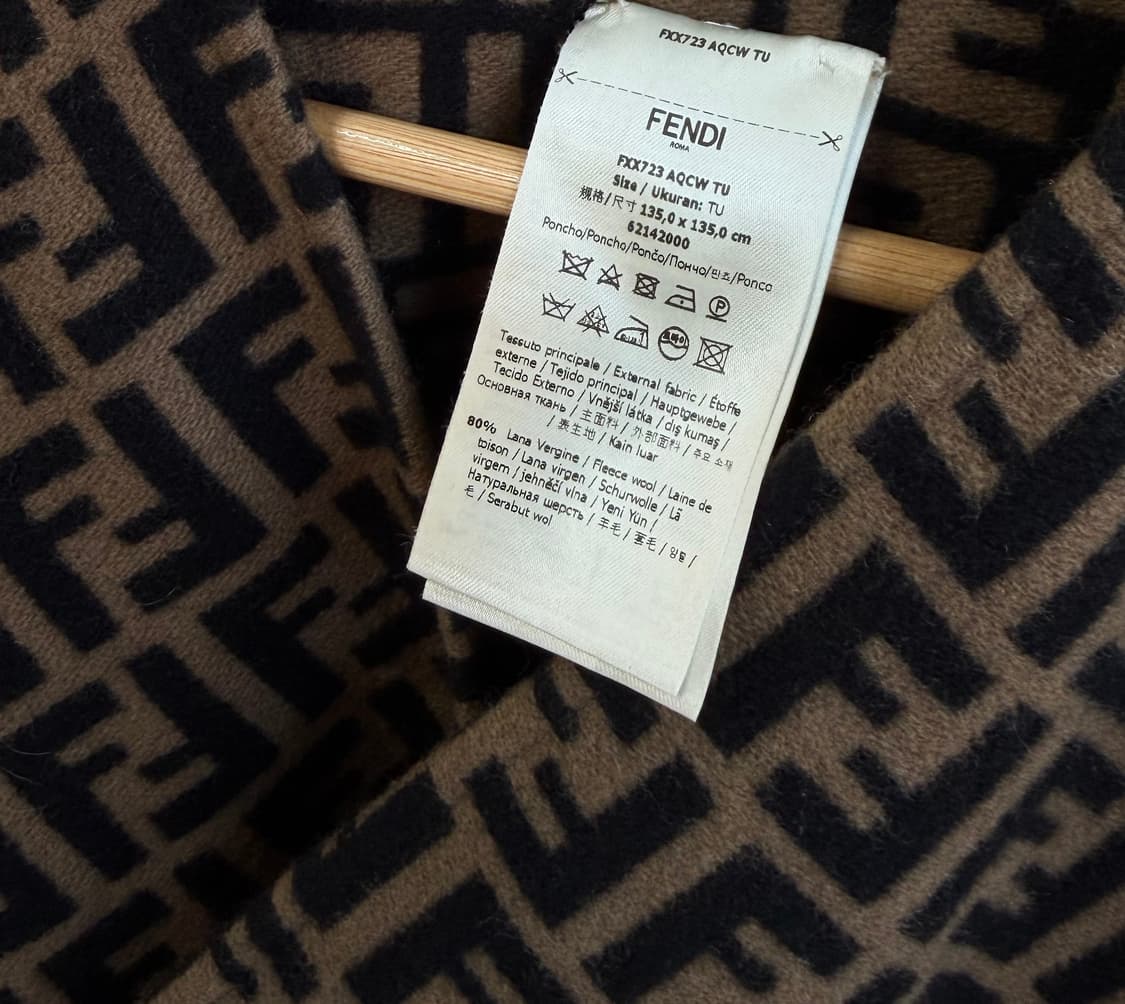 FXX723 AQCW TU
FENDI
ROMA
FXX723 AQCW TU
Size / Ukuran: TU
规格/尺寸 135,0 x 135,0 cm
62142000
Poncho/Poncho/Pončo/Пончо/판초/Ponco
P
Tessuto principale / External fabric / Étoffe
externe / Tejido principal / Hauptgewebe /
Tecido Externo / Vnější látka / dış kumaş /
Основная ткань / 主面料 / 外部面料 / 주요 소재
/ 表生地 / Kain luar
80% Lana Vergine / Fleece wool / Laine de
toison / Lana virgen / Schurwolle / Lã
virgem / jehněčí vlna / Yeni Yün /
Натуральная шерсть / 羊毛 / 양털 /
毛 / Serabut wol